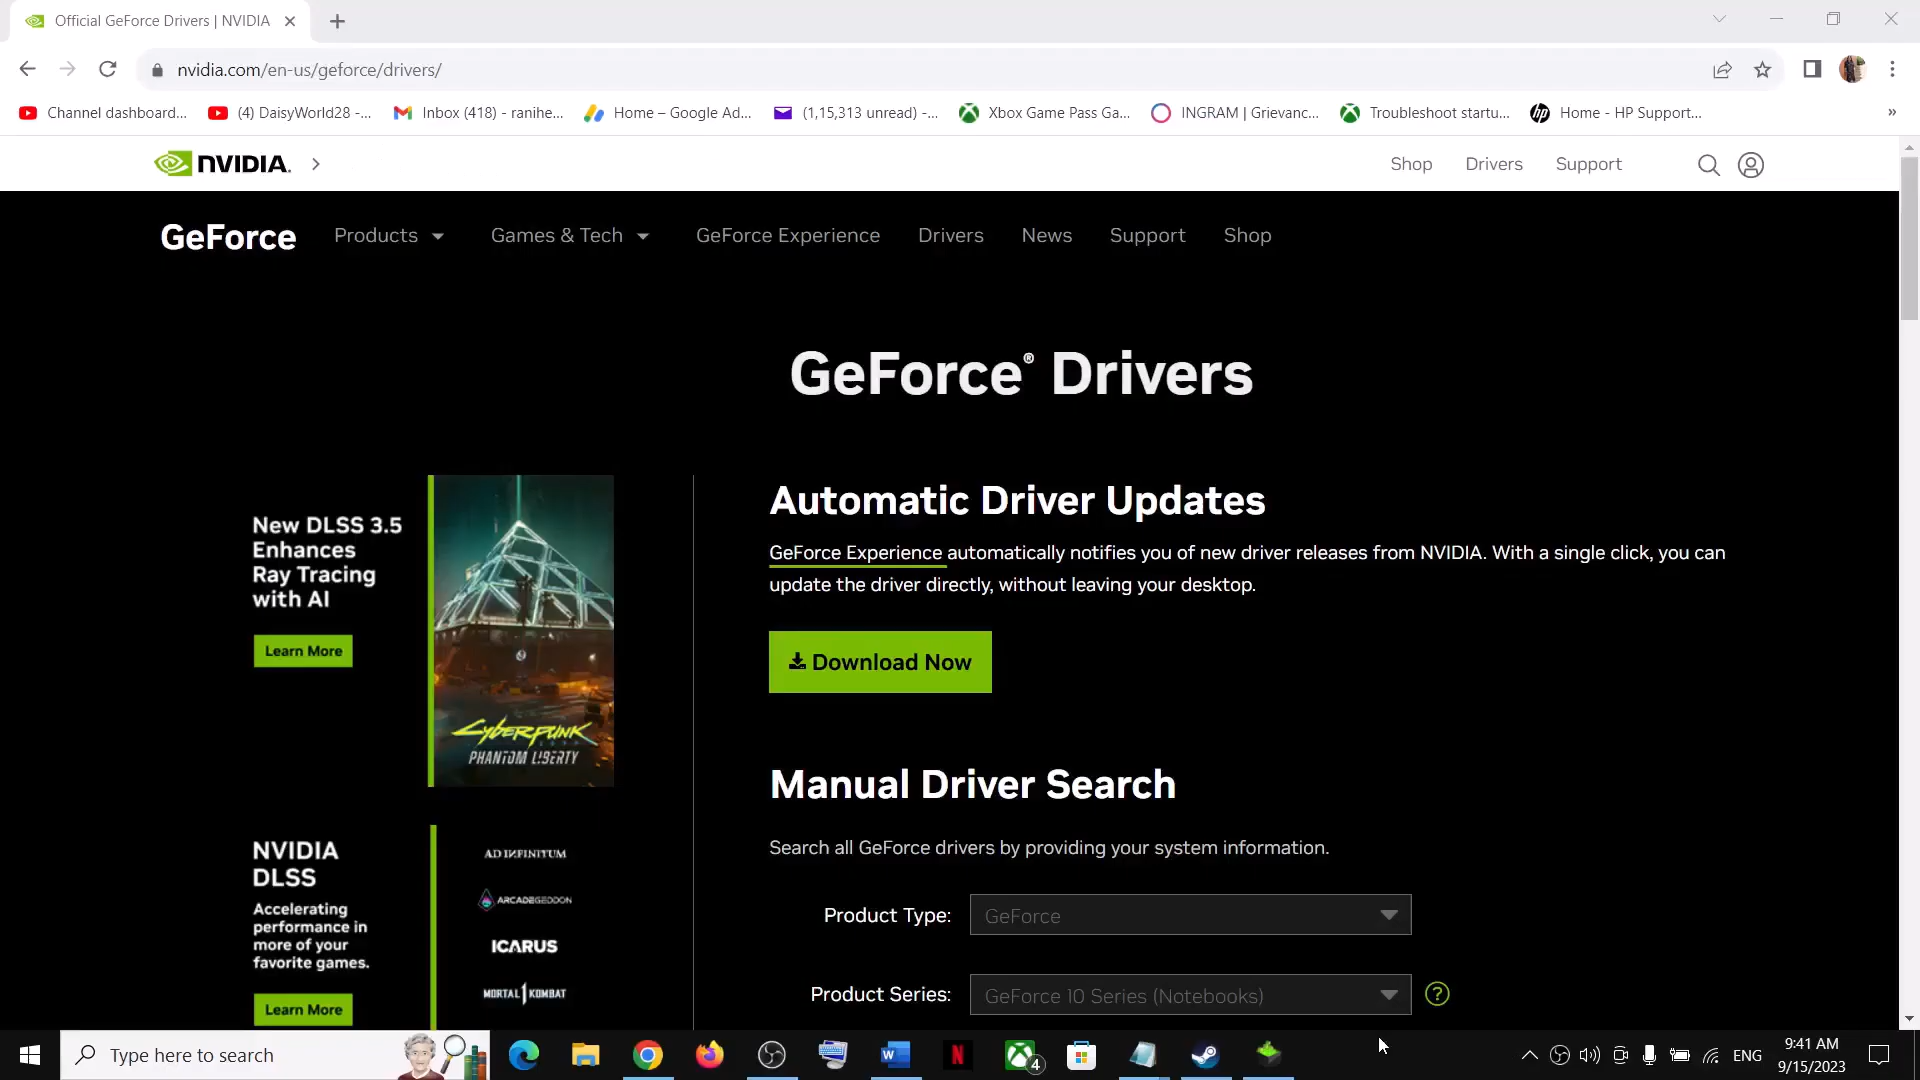 Official GeForce Drivers | NVIDIA
nvidia.com/en-us/geforce/drivers/
Channel dashboard...
(4) DaisyWorld28 -...
Inbox (418) - ranihe...
Home – Google Ad...
(1,15,313 unread) -...
Xbox Game Pass Ga...
INGRAM | Grievanc...
Troubleshoot startu...
Home - HP Support...
»
NVIDIA.
Shop
Drivers
Support
GeForce
Products
Games & Tech
GeForce Experience
Drivers
News
Support
Shop
GeForce® Drivers
New DLSS 3.5
Enhances
Ray Tracing
with AI
Learn More
CYBERPUNK
PHANTOM L!BERTY
Automatic Driver Updates
GeForce Experience automatically notifies you of new driver releases from NVIDIA. With a single click, you can
update the driver directly, without leaving your desktop.
Download Now
Manual Driver Search
Search all GeForce drivers by providing your system information.
Product Type:
GeForce
Product Series:
GeForce 10 Series (Notebooks)
?
NVIDIA
DLSS
Accelerating
performance in
more of your
favorite games.
Learn More
AD INFINITUM
ARCADEGEDDON
ICARUS
MORTAL KOMBAT 1
Type here to search
4
ENG
9:41 AM
9/15/2023